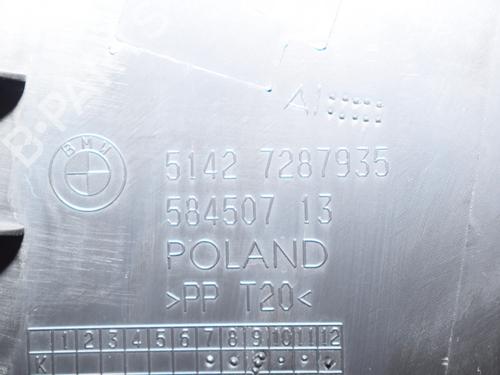 B-PARTS
AI
BMW
5142 7287935
584507 13
POLAND
>PP T20<
1 2 3 4 5 6 7 8 9 10 11 12
K